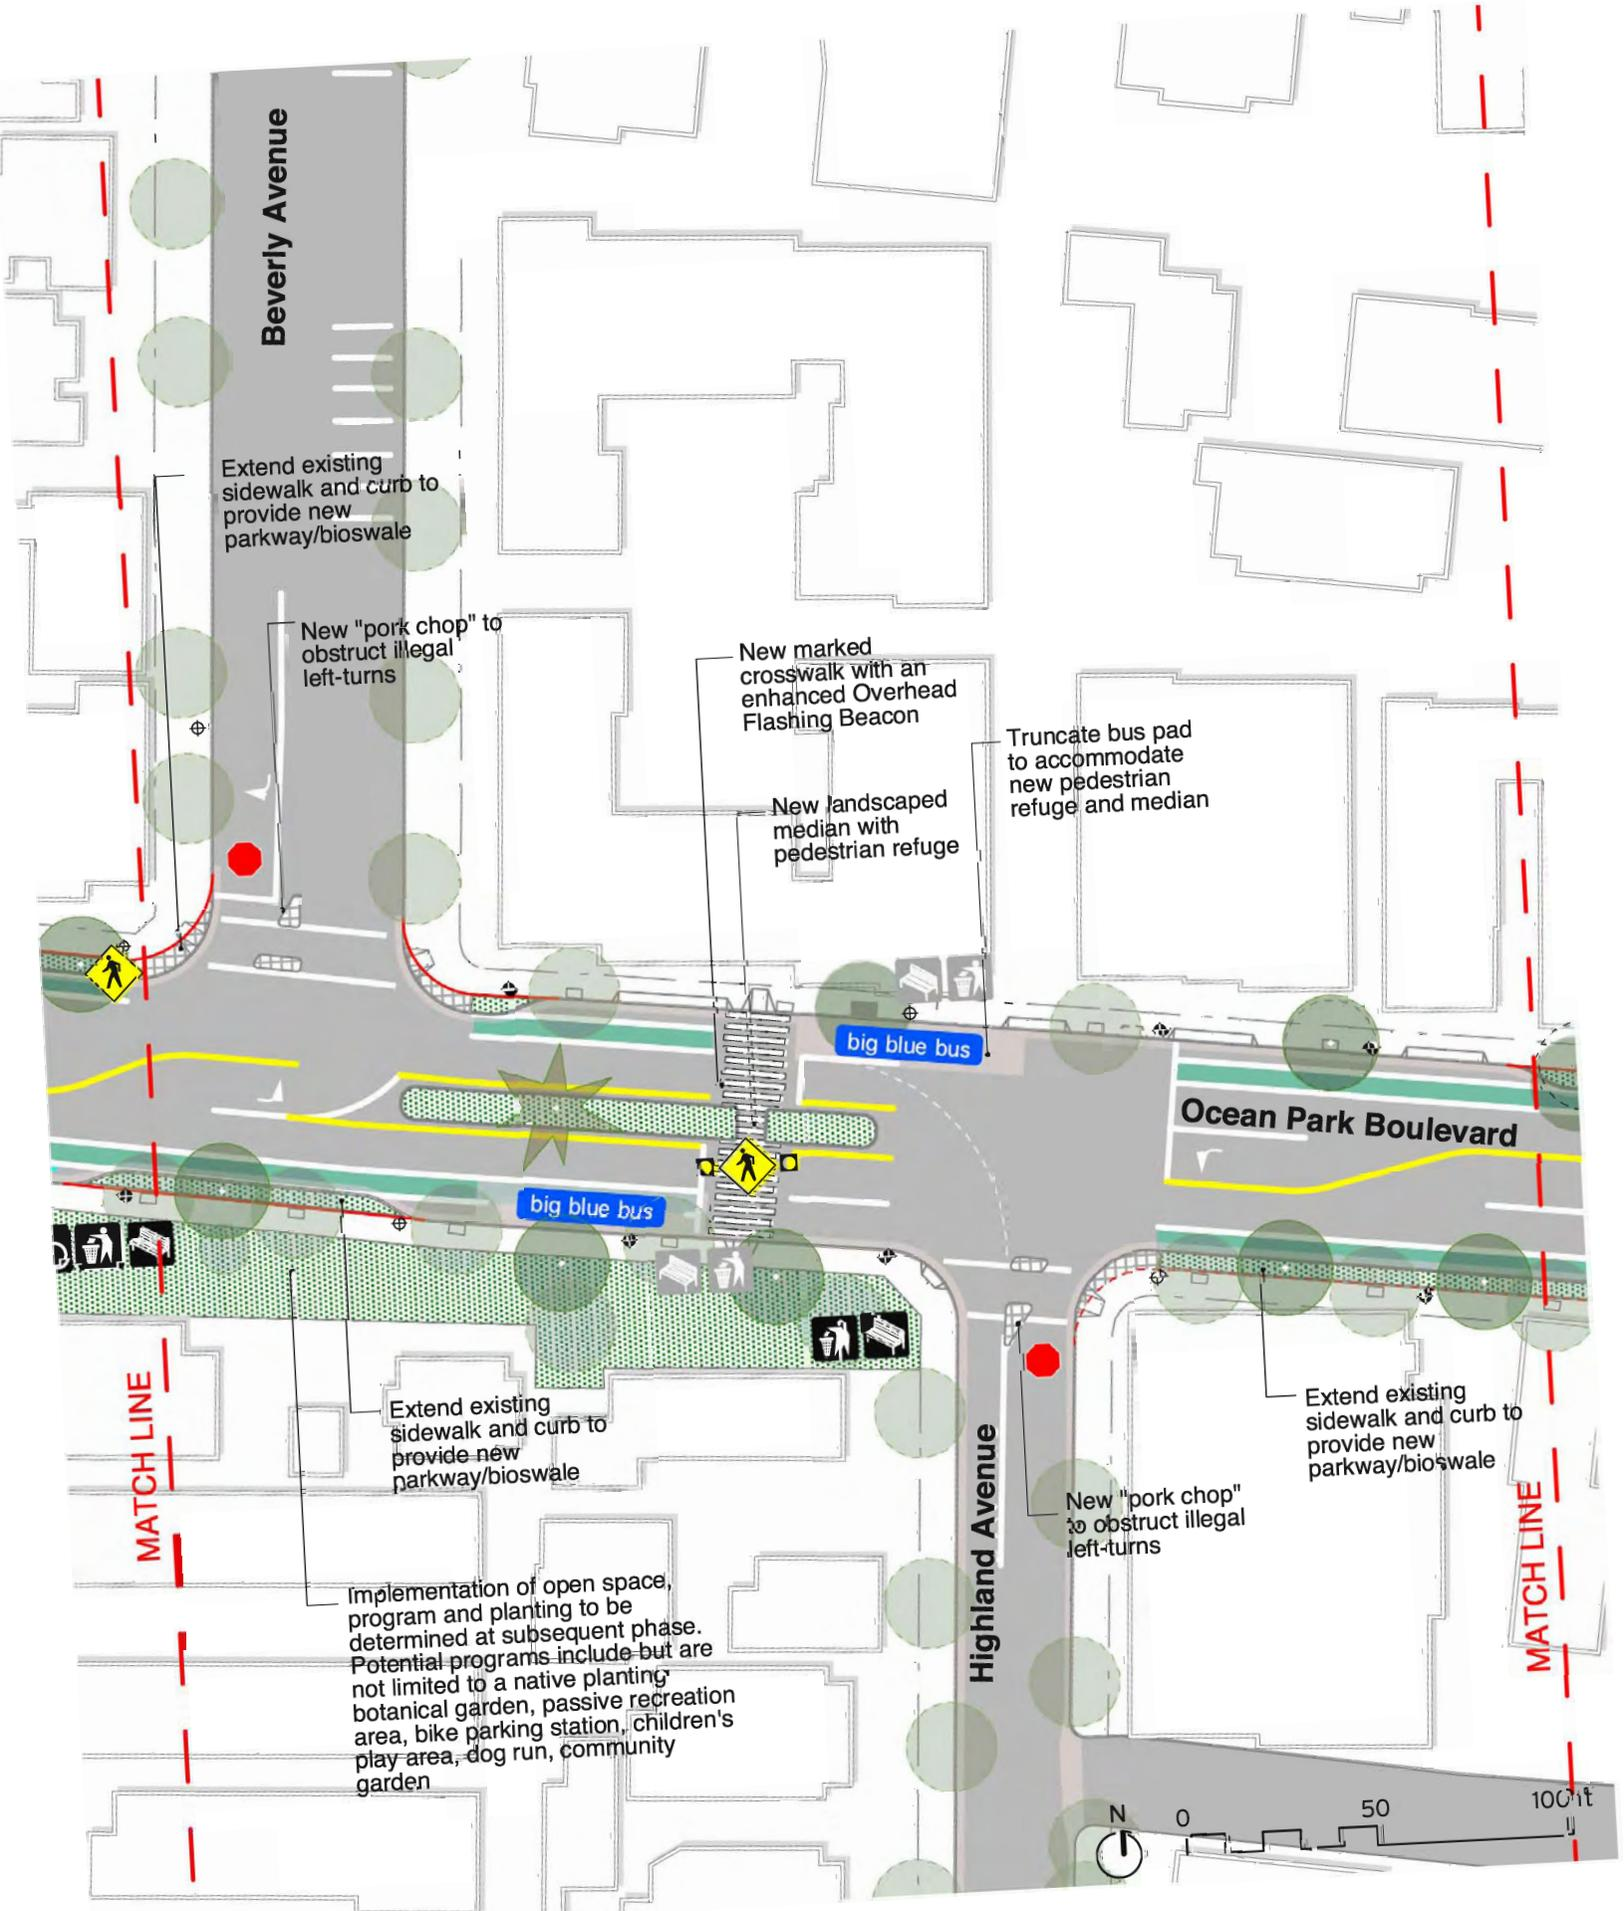 Beverly Avenue
Extend existing
sidewalk and curb to
provide new
parkway/bioswale
New "pork chop" to
obstruct illegal
left-turns
New marked
crosswalk with an
enhanced Overhead
Flashing Beacon
Truncate bus pad
to accommodate
new pedestrian
refuge and median
New landscaped
median with
pedestrian refuge
big blue bus
Ocean Park Boulevard
big blue bus
Extend existing
sidewalk and curb to
provide new
parkway/bioswale
Extend existing
sidewalk and curb to
provide new
parkway/bioswale
MATCH LINE
Highland Avenue
New "pork chop"
to obstruct illegal
left-turns
MATCH LINE
Implementation of open space,
program and planting to be
determined at subsequent phase.
Potential programs include but are
not limited to a native planting
botanical garden, passive recreation
area, bike parking station, children's
play area, dog run, community
garden
N
0
50
100ft